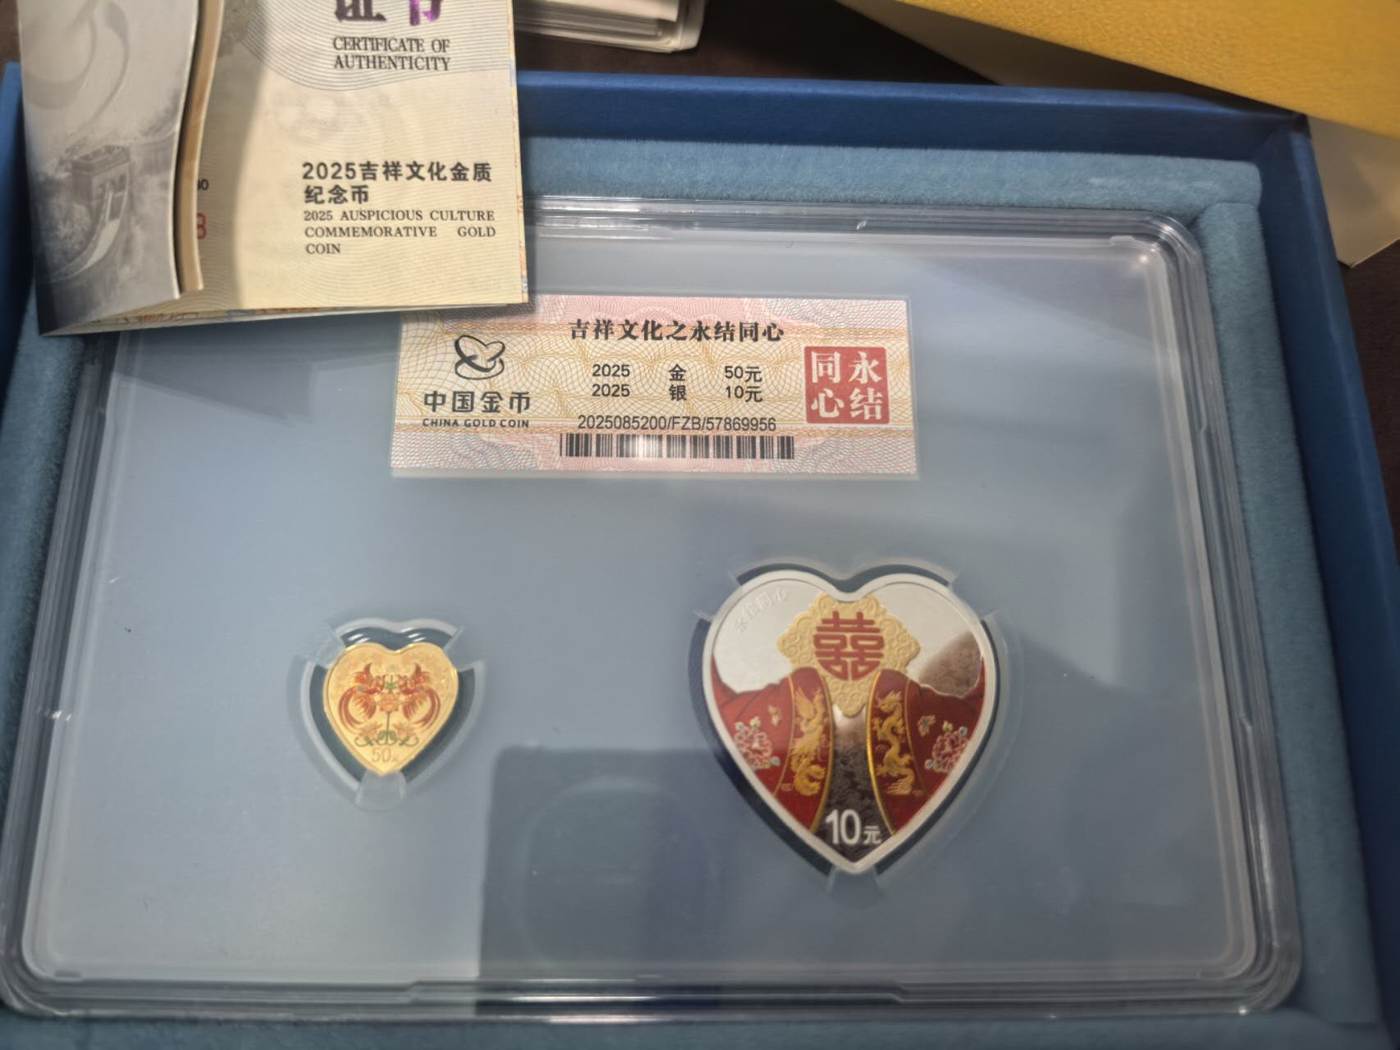 证书
CERTIFICATE OF
AUTHENTICITY
2025吉祥文化金质
纪念币
2025 AUSPICIOUS CULTURE
COMMEMORATIVE GOLD
COIN
吉祥文化之永结同心
中国金币
CHINA GOLD COIN
2025 金 50元
2025 银 10元
2025085200/FZB/57869956
永结
同心
50元
囍
10元